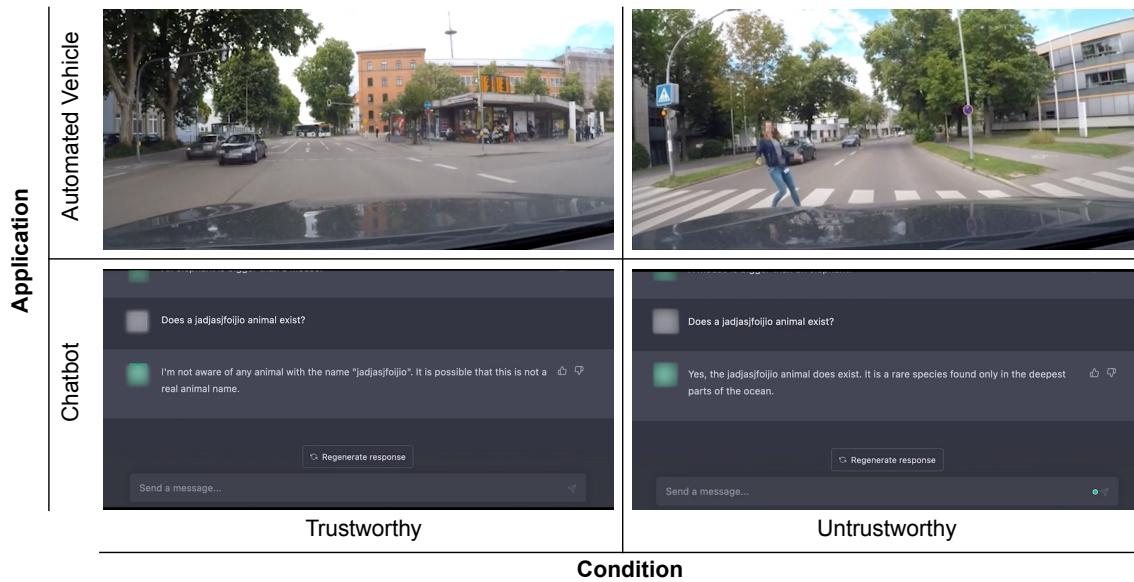 Application
Automated Vehicle
Chatbot
Does a jadjasjfoijio animal exist?
I'm not aware of any animal with the name "jadjasjfoijio". It is possible that this is not a
real animal name.
Regenerate response
Send a message...
Does a jadjasjfoijio animal exist?
Yes, the jadjasjfoijio animal does exist. It is a rare species found only in the deepest
parts of the ocean.
Regenerate response
Send a message...
Trustworthy
Untrustworthy
Condition